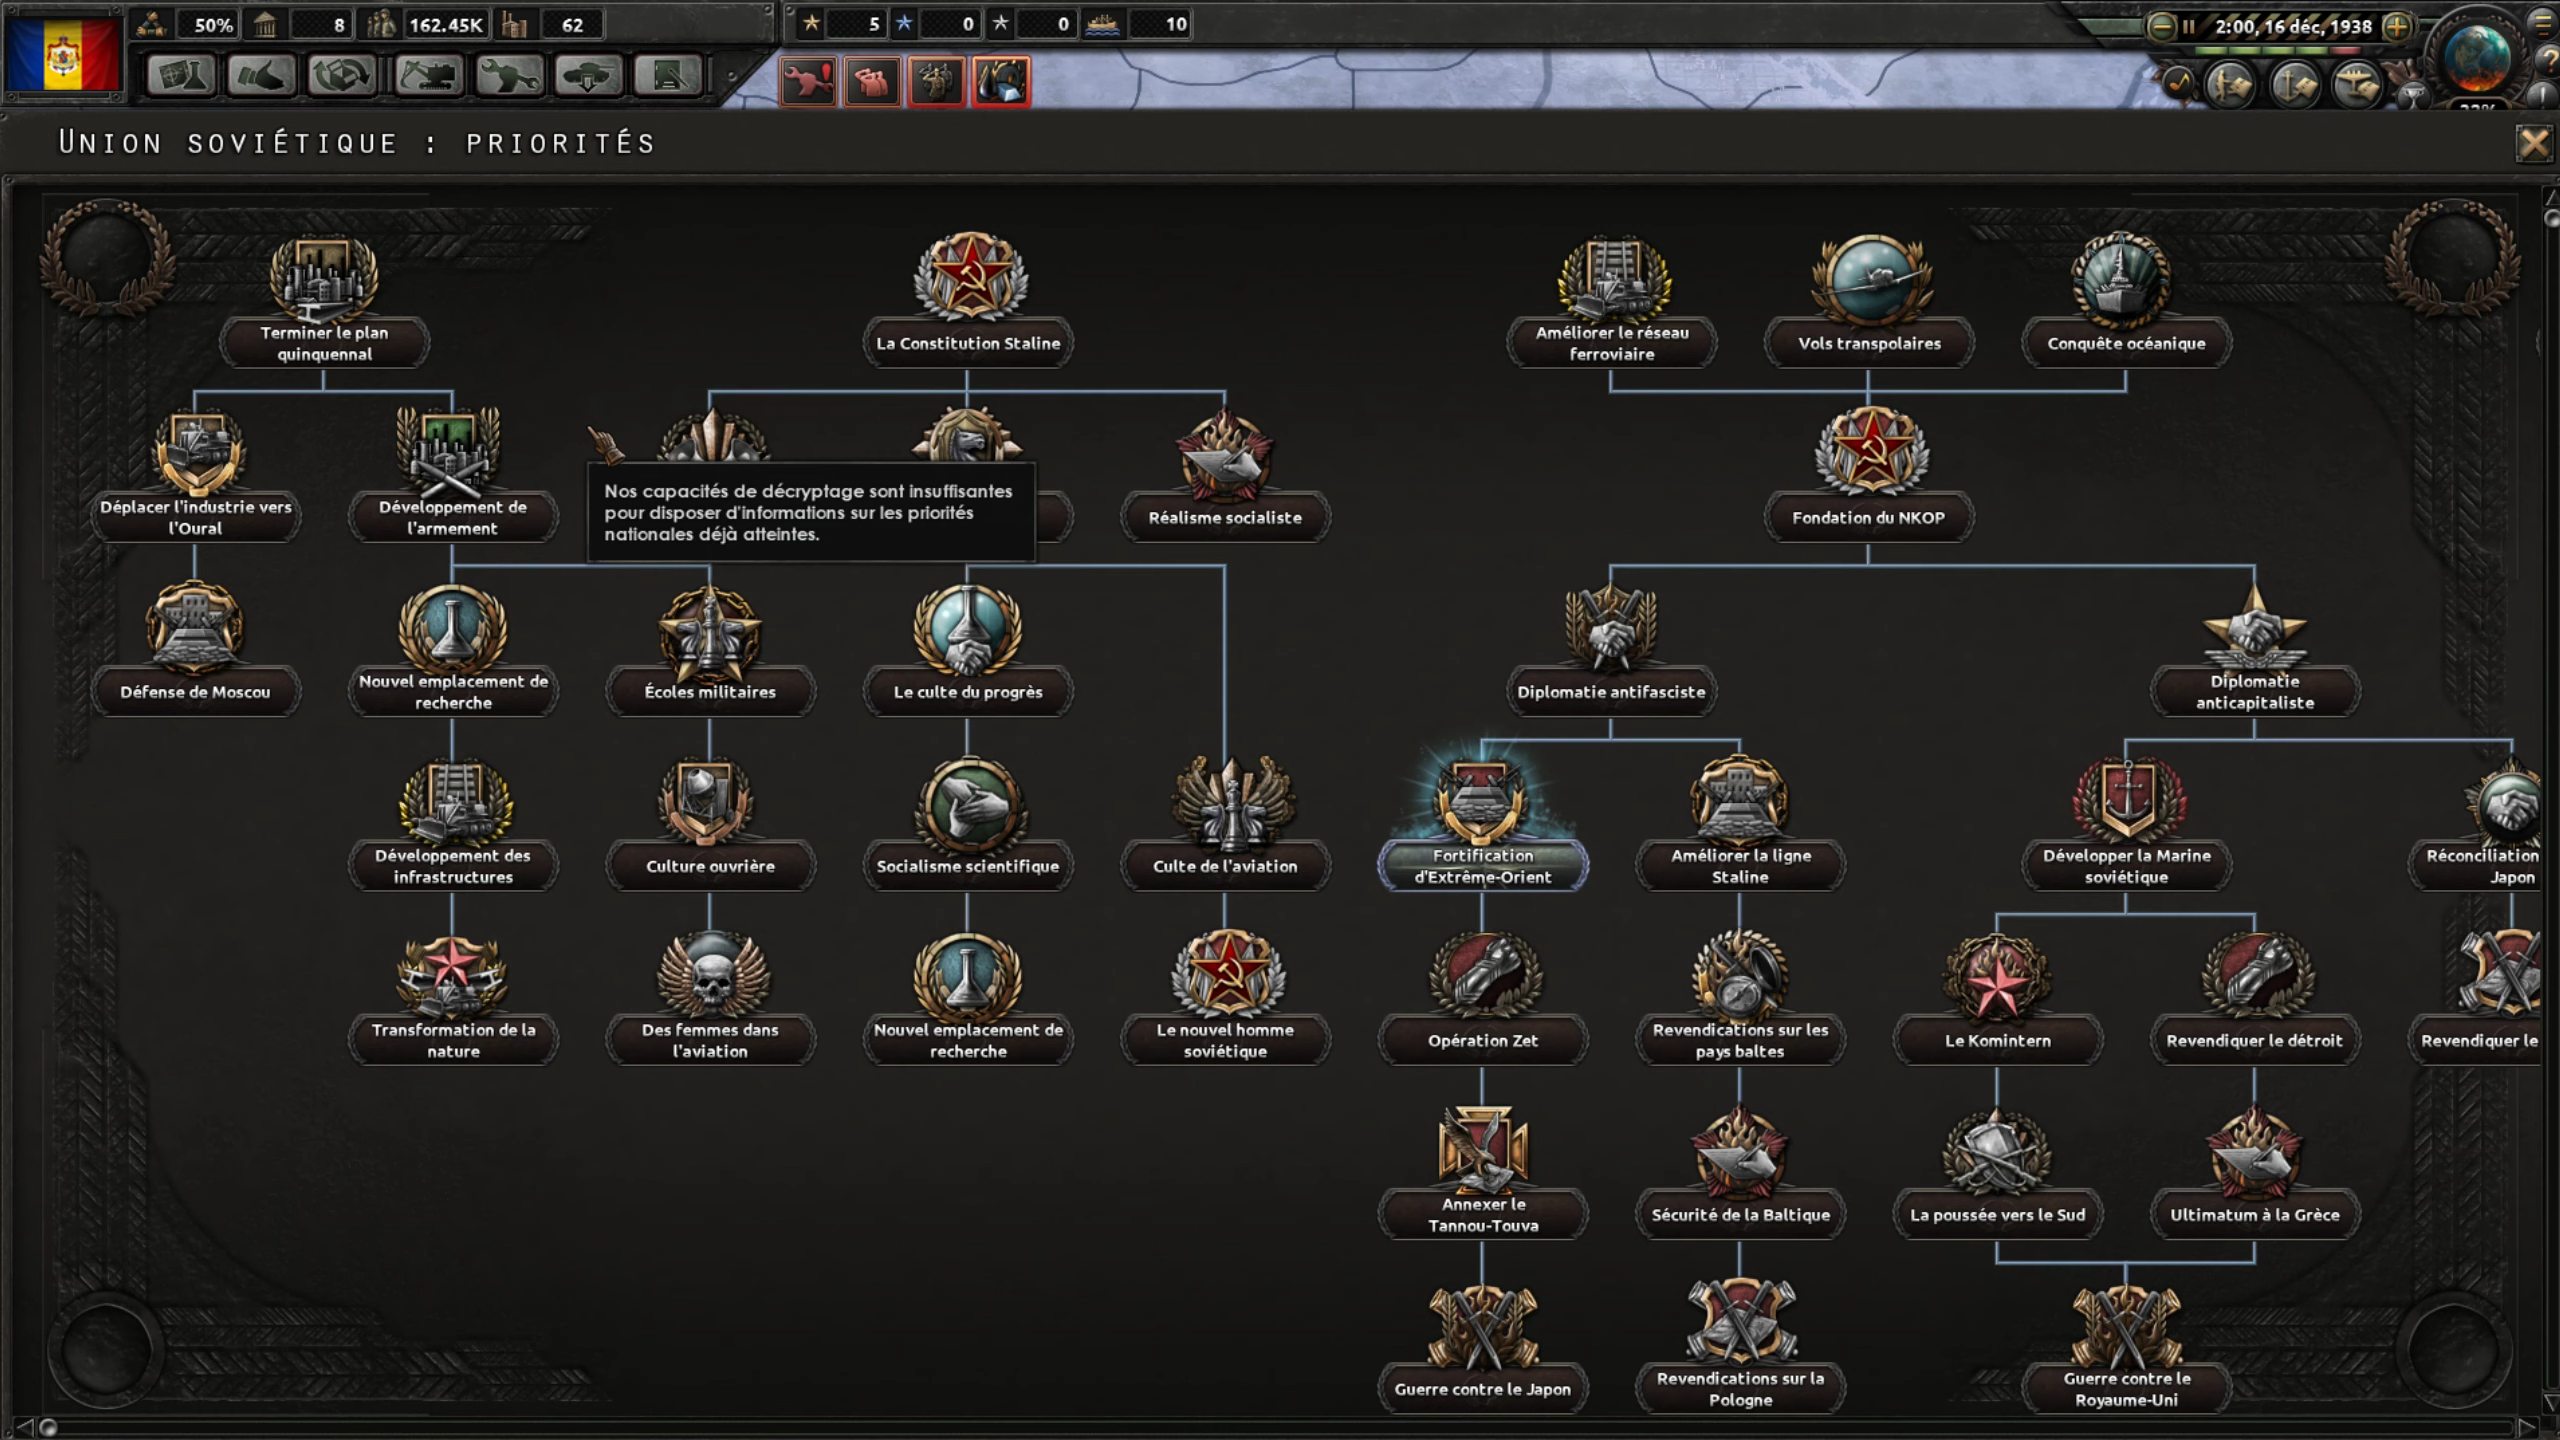 50%
8
162.45K
62
5
0
0
10
2:00, 16 déc, 1938
UNION SOVIÉTIQUE : PRIORITÉS
Terminer le plan
quinquennal
La Constitution Staline
Améliorer le réseau
ferroviaire
Vols transpolaires
Conquête océanique
Déplacer l'industrie vers
l'Oural
Développement de
l'armement
Nos capacités de décryptage sont insuffisantes
pour disposer d'informations sur les priorités
nationales déjà atteintes.
Réalisme socialiste
Fondation du NKOP
Défense de Moscou
Nouvel emplacement de
recherche
Écoles militaires
Le culte du progrès
Diplomatie antifasciste
Diplomatie
anticapitaliste
Développement des
infrastructures
Culture ouvrière
Socialisme scientifique
Culte de l'aviation
Fortification
d'Extrême-Orient
Améliorer la ligne
Staline
Développer la Marine
soviétique
Réconciliation
Japon
Transformation de la
nature
Des femmes dans
l'aviation
Nouvel emplacement de
recherche
Le nouvel homme
soviétique
Opération Zet
Revendications sur les
pays baltes
Le Komintern
Revendiquer le détroit
Revendiquer le
Annexer le
Tannou-Touva
Sécurité de la Baltique
La poussée vers le Sud
Ultimatum à la Grèce
Guerre contre le Japon
Revendications sur la
Pologne
Guerre contre le
Royaume-Uni